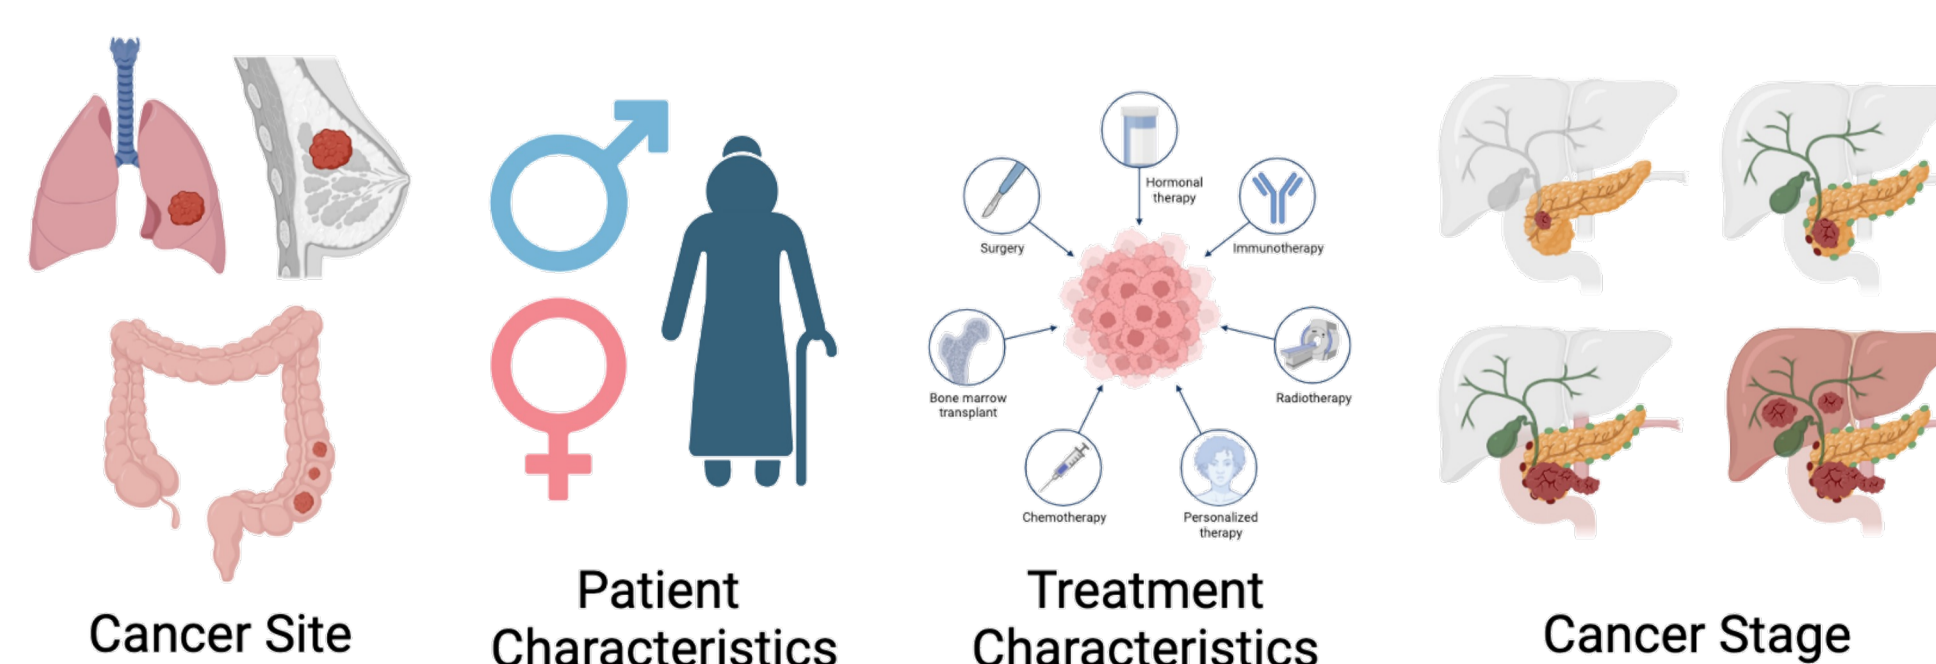 Hormonal
therapy
Surgery
Immunotherapy
Bone marrow
transplant
Radiotherapy
Chemotherapy
Personalized
therapy
Cancer Site
Patient
Characteristics
Treatment
Characteristics
Cancer Stage